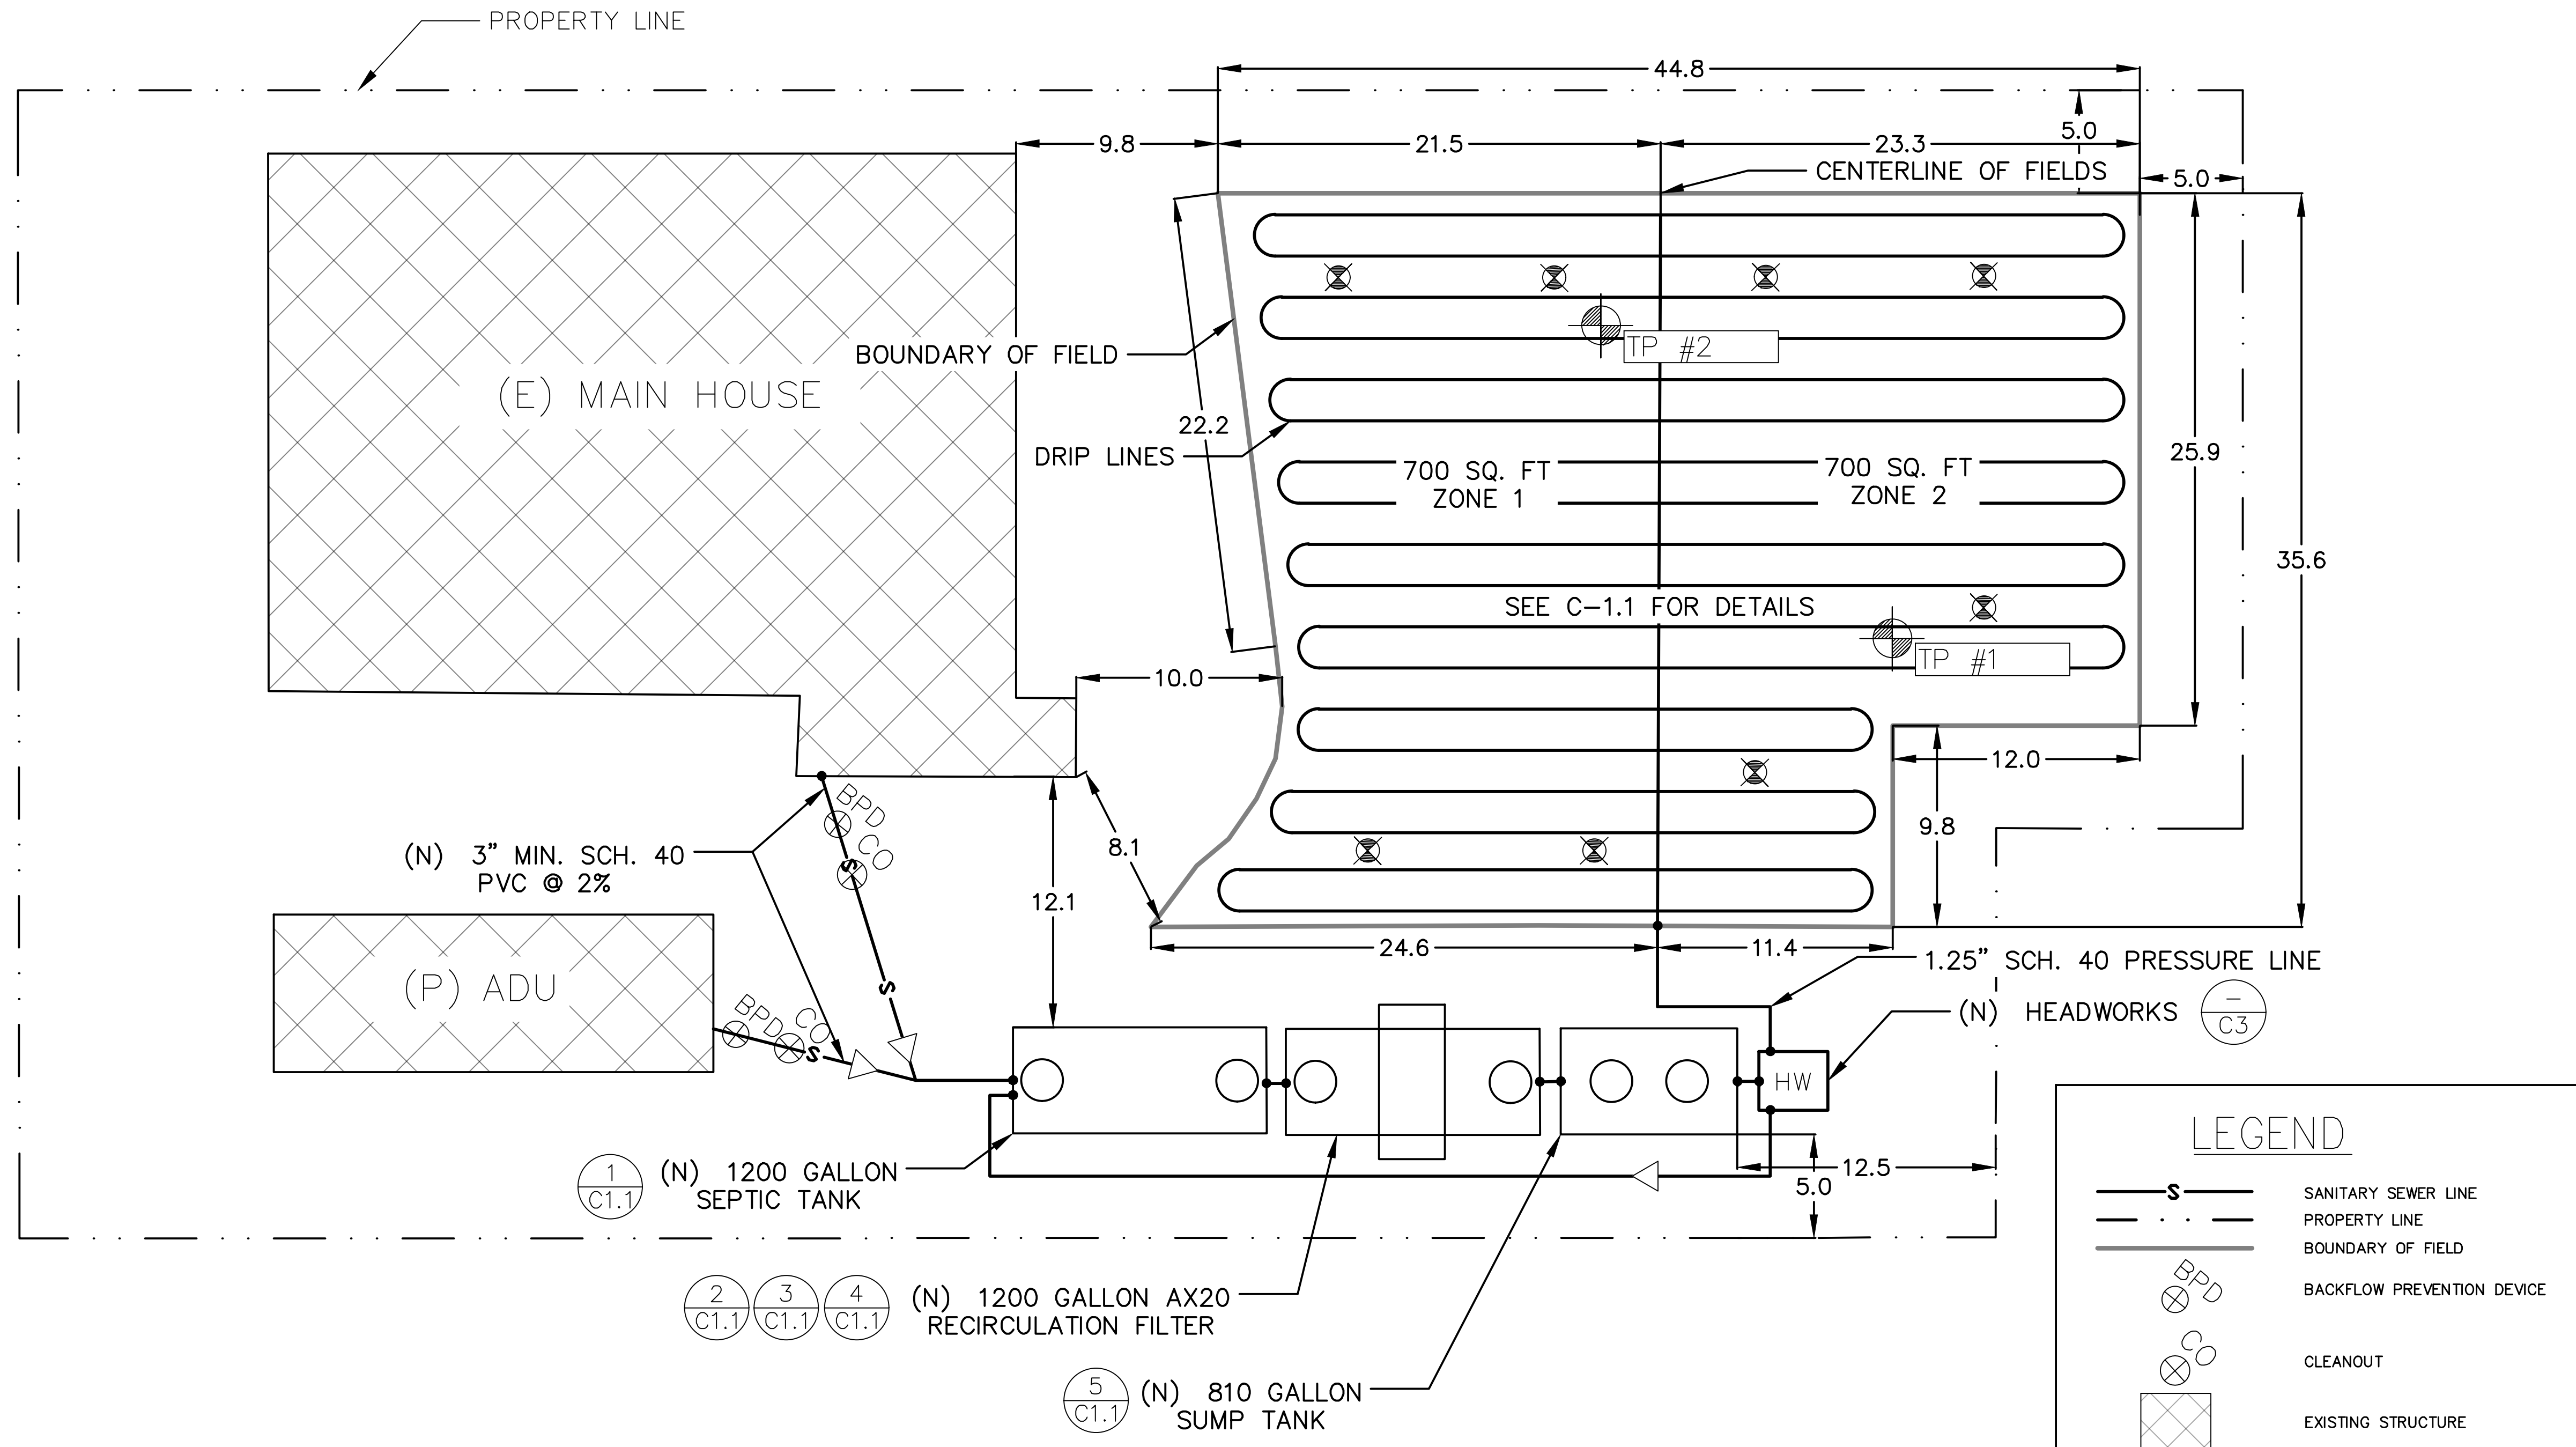 PROPERTY LINE
44.8
9.8
21.5
23.3
5.0
CENTERLINE OF FIELDS
5.0
BOUNDARY OF FIELD
TP #2
(E) MAIN HOUSE
22.2
DRIP LINES
700 SQ. FT
ZONE 1
700 SQ. FT
ZONE 2
25.9
35.6
SEE C-1.1 FOR DETAILS
TP #1
10.0
12.0
BPD
CO
S
9.8
8.1
(N) 3" MIN. SCH. 40
PVC @ 2%
12.1
24.6
11.4
1.25" SCH. 40 PRESSURE LINE
(P) ADU
S
BPD
CO
S
(N) HEADWORKS
–
C3
HW
1
C1.1
(N) 1200 GALLON
SEPTIC TANK
12.5
5.0
2
C1.1
3
C1.1
4
C1.1
(N) 1200 GALLON AX20
RECIRCULATION FILTER
5
C1.1
(N) 810 GALLON
SUMP TANK
LEGEND
S
SANITARY SEWER LINE
PROPERTY LINE
BOUNDARY OF FIELD
BPD
BACKFLOW PREVENTION DEVICE
CO
CLEANOUT
EXISTING STRUCTURE